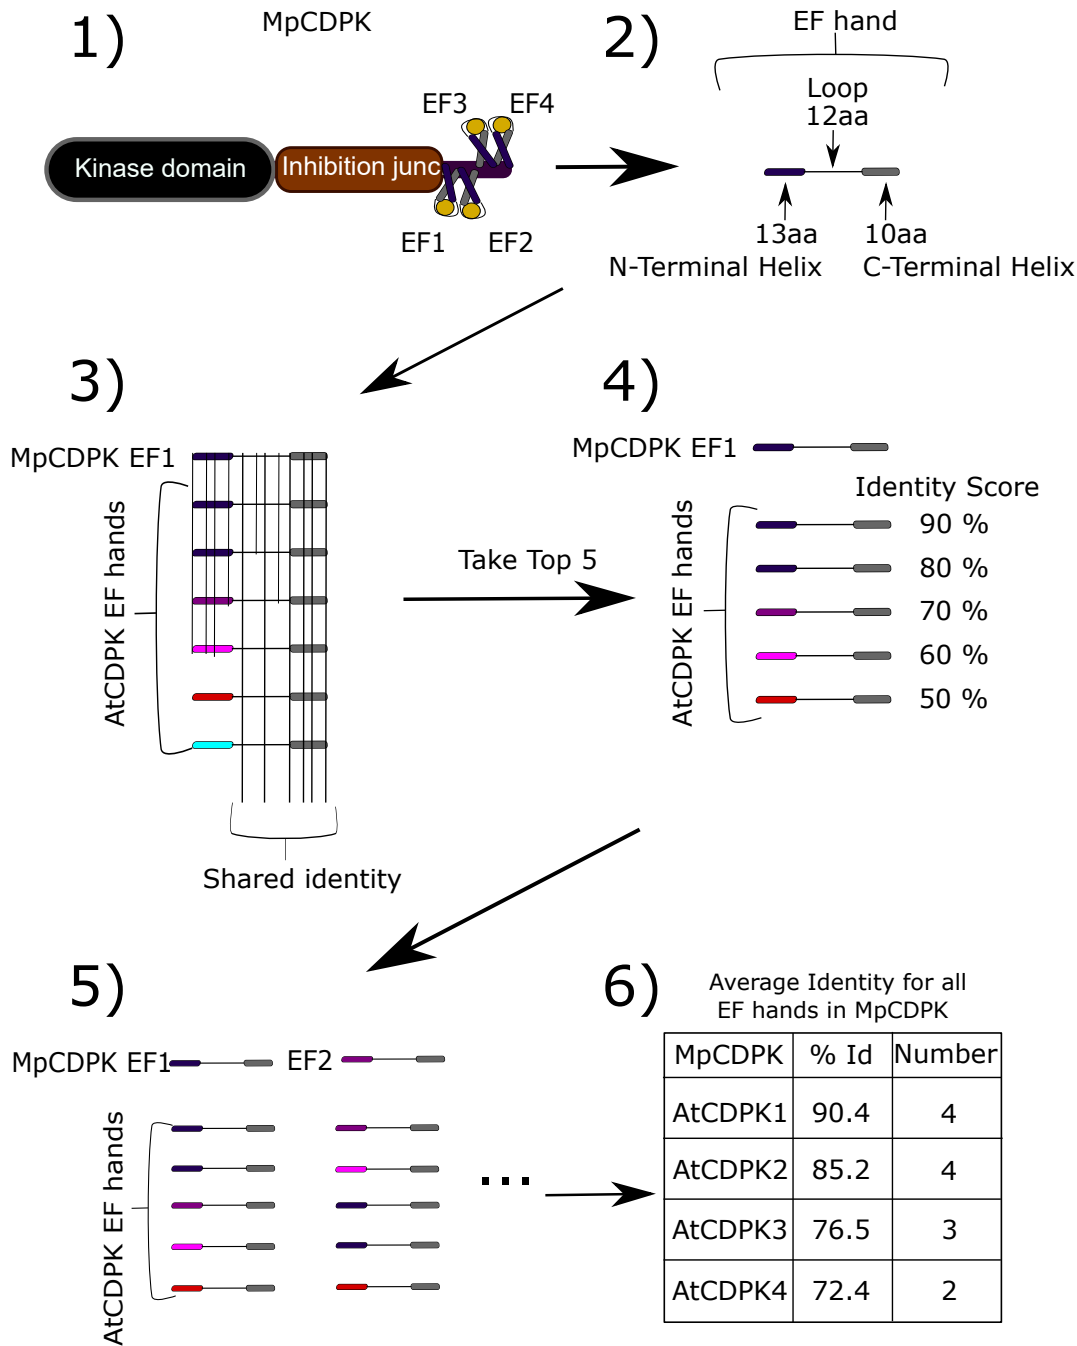 1)
MpCDPK
EF3
EF4
Kinase domain
Inhibition junc
EF1
EF2
2)
EF hand
Loop
12aa
13aa
10aa
N-Terminal Helix
C-Terminal Helix
3)
MpCDPK EF1
AtCDPK EF hands
Shared identity
Take Top 5
4)
MpCDPK EF1
Identity Score
AtCDPK EF hands
90 %
80 %
70 %
60 %
50 %
5)
MpCDPK EF1
EF2
AtCDPK EF hands
...
6)
Average Identity for all
EF hands in MpCDPK
MpCDPK % Id Number
AtCDPK1 90.4 4
AtCDPK2 85.2 4
AtCDPK3 76.5 3
AtCDPK4 72.4 2